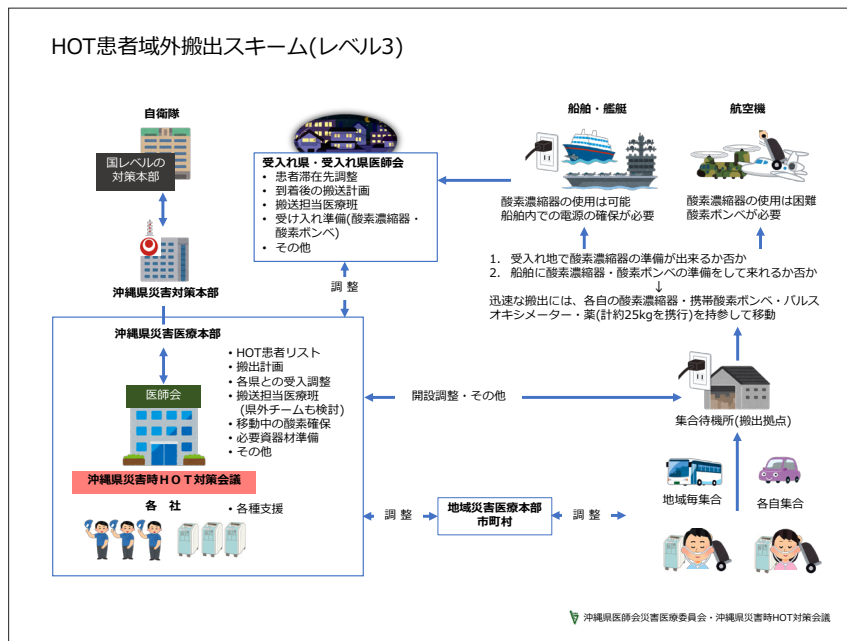 HOT患者域外搬出スキーム(レベル3)
自衛隊
国レベルの
対策本部
沖縄県災害対策本部
沖縄県災害医療本部
医師会
沖縄県災害時HOT対策会議
各 社
• HOT患者リスト
• 搬出計画
• 各県との受入調整
• 搬送担当医療班
(県外チームも検討)
• 移動中の酸素確保
• 必要資器材準備
• その他
• 各種支援
受入れ県・受入れ県医師会
• 患者滞在先調整
• 到着後の搬送計画
• 搬送担当医療班
• 受け入れ準備(酸素濃縮器・
酸素ボンベ)
• その他
調 整
船舶・艦艇
酸素濃縮器の使用は可能
船舶内での電源の確保が必要
航空機
酸素濃縮器の使用は困難
酸素ボンベが必要
1. 受入れ地で酸素濃縮器の準備が出来るか否か
2. 船舶に酸素濃縮器・酸素ボンベの準備をして来れるか否か
↓
迅速な搬出には、各自の酸素濃縮器・携帯酸素ボンベ・パルス
オキシメーター・薬(計約25kgを携行)を持参して移動
開設調整・その他
集合待機所(搬出拠点)
地域毎集合
各自集合
調 整
地域災害医療本部
市町村
調 整
沖縄県医師会災害医療委員会・沖縄県災害時HOT対策会議